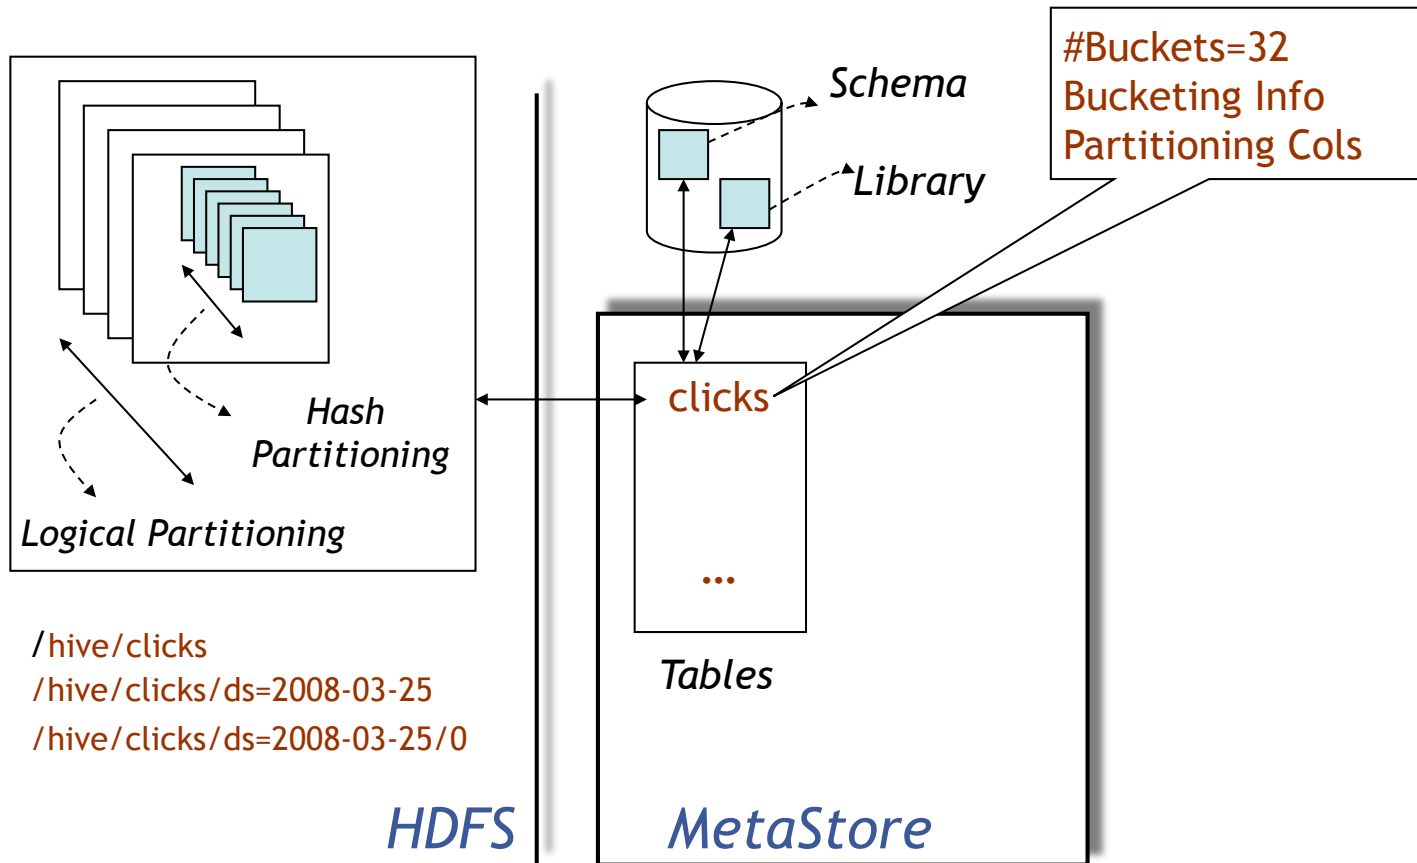 #Buckets=32
Bucketing Info
Partitioning Cols
Schema
Library
clicks
...
Tables
Hash
Partitioning
Logical Partitioning
/hive/clicks
/hive/clicks/ds=2008-03-25
/hive/clicks/ds=2008-03-25/0
HDFS
MetaStore